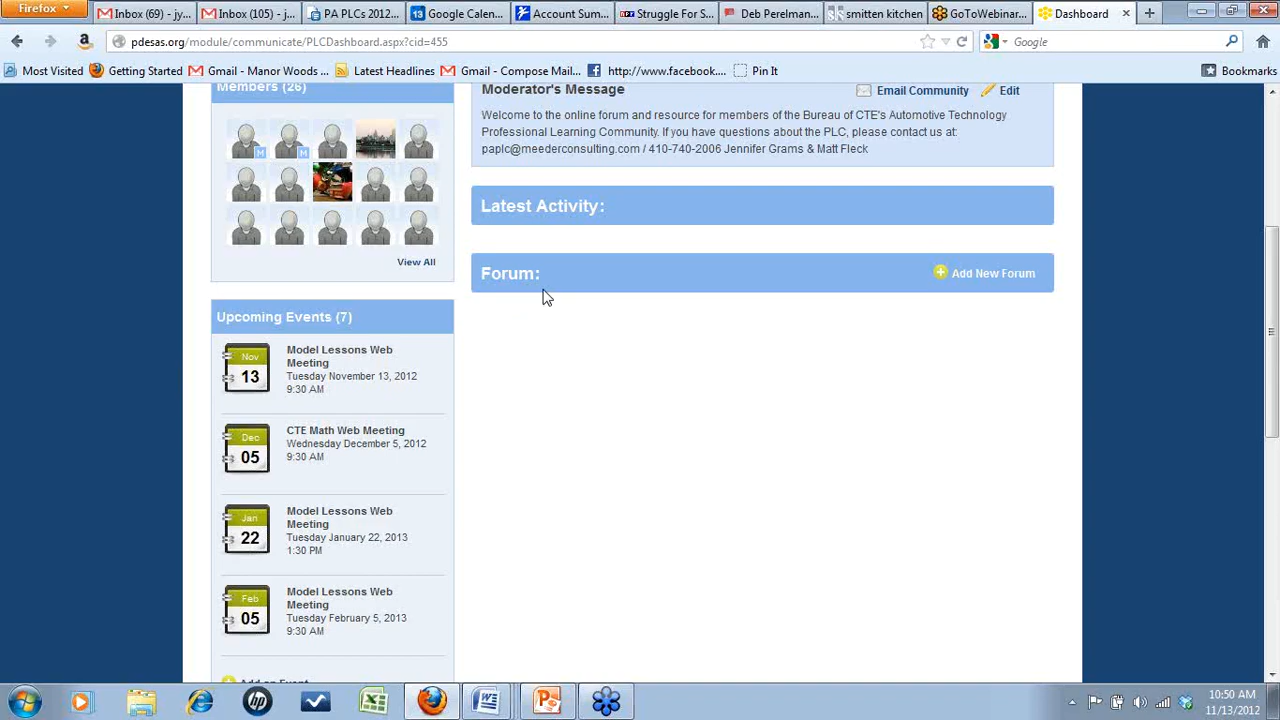 Firefox
Inbox (69) - jy...
Inbox (105) - j...
PA PLCs 2012...
Google Calen...
Account Sum...
Struggle For S...
Deb Perelman...
smitten kitchen
GoToWebinar...
Dashboard
pdesas.org/module/communicate/PLCDashboard.aspx?cid=455
Google
Most Visited
Getting Started
Gmail - Manor Woods ...
Latest Headlines
Gmail - Compose Mail...
http://www.facebook....
Pin It
Bookmarks
Members (26)
M
M
View All
Moderator's Message
Email Community
Edit
Welcome to the online forum and resource for members of the Bureau of CTE's Automotive Technology
Professional Learning Community. If you have questions about the PLC, please contact us at:
paplc@meederconsulting.com / 410-740-2006 Jennifer Grams & Matt Fleck
Latest Activity:
Forum:
Add New Forum
Upcoming Events (7)
Nov
13
Model Lessons Web
Meeting
Tuesday November 13, 2012
9:30 AM
Dec
05
CTE Math Web Meeting
Wednesday December 5, 2012
9:30 AM
Jan
22
Model Lessons Web
Meeting
Tuesday January 22, 2013
1:30 PM
Feb
05
Model Lessons Web
Meeting
Tuesday February 5, 2013
9:30 AM
Add an Event
10:50 AM
11/13/2012